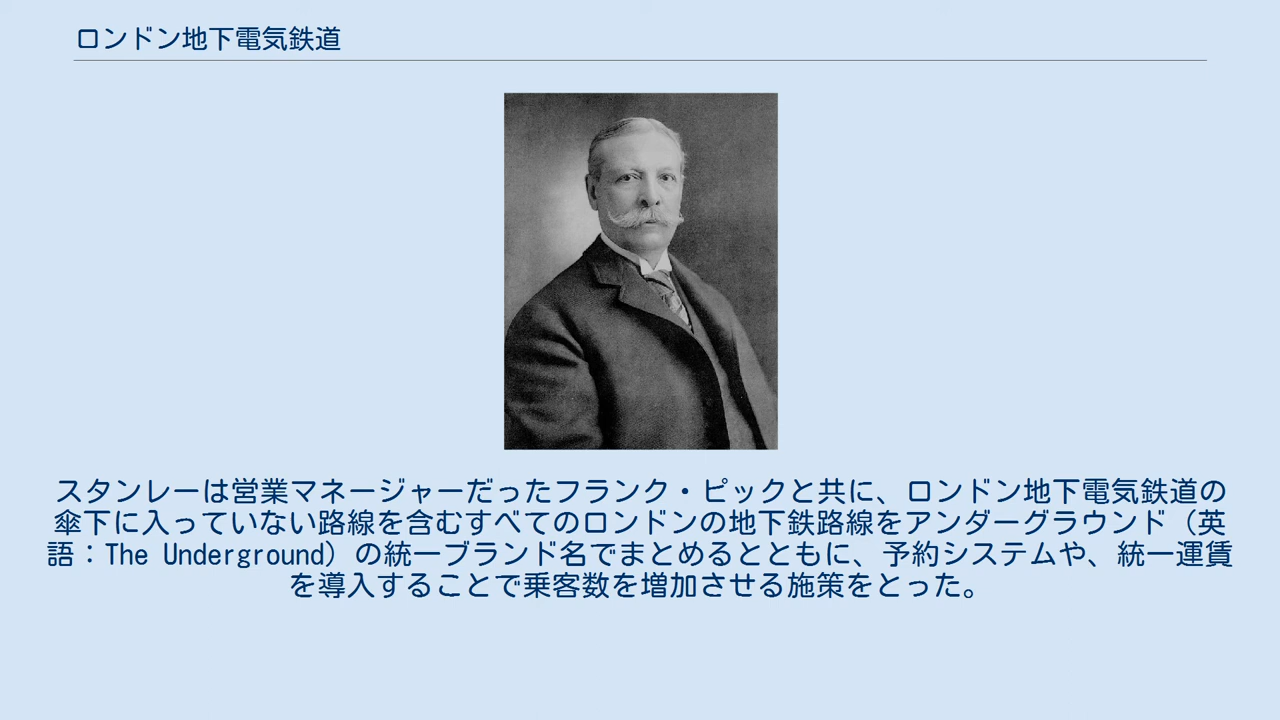 ロンドン地下電気鉄道
スタンレーは営業マネージャーだったフランク・ピックと共に、ロンドン地下電気鉄道の
傘下に入っていない路線を含むすべてのロンドンの地下鉄路線をアンダーグラウンド（英
語：The Underground）の統一ブランド名でまとめるとともに、予約システムや、統一運賃
を導入することで乗客数を増加させる施策をとった。